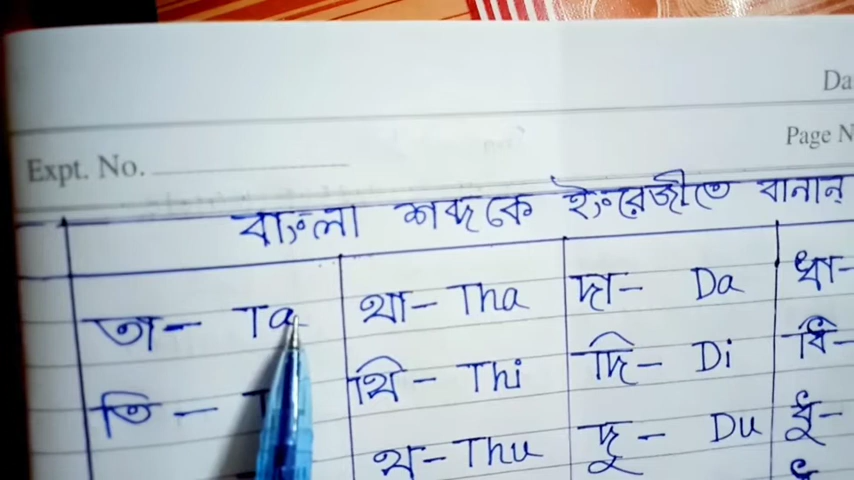 Da
Expt. No.
Page N
বাংলা শব্দকে ইংরেজীতে বানান্
তা – Ta থা – Tha দা – Da ধা –
তি – থি – Thi দি – Di ধি –
থু – Thu দু – Du ধু –